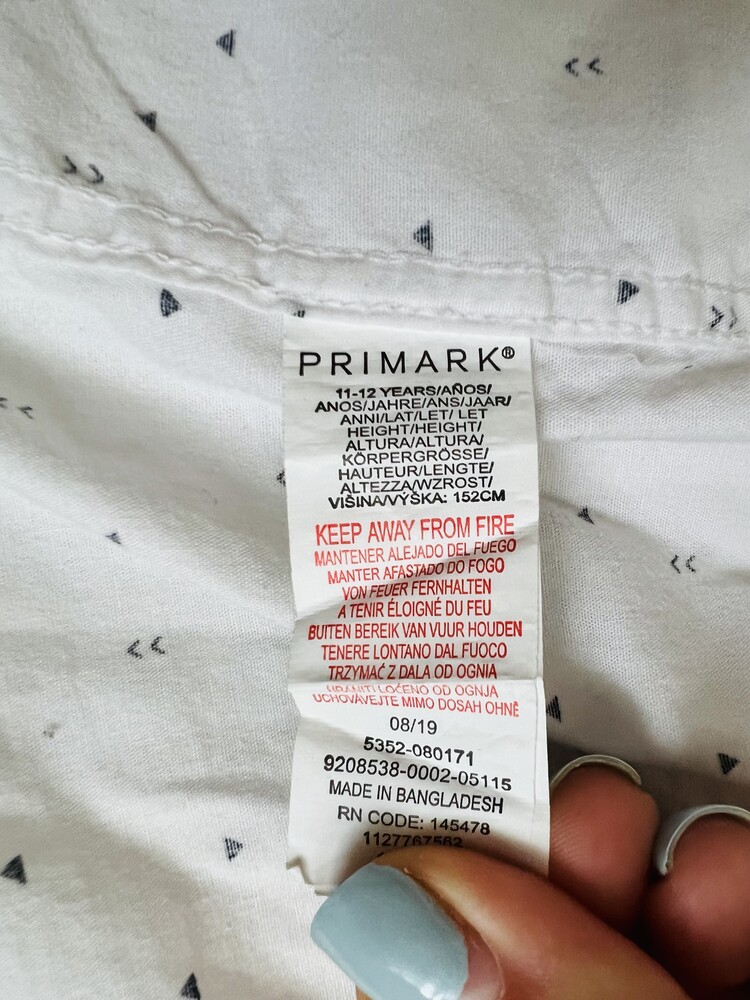 PRIMARK®
11-12 YEARS/AÑOS/
ANOS/JAHRE/ANS/JAAR/
ANNI/LAT/LET/ LET
HEIGHT/HEIGHT/
ALTURA/ALTURA/
KÖRPERGRÖSSE/
HAUTEUR/LENGTE/
ALTEZZA/WZROST/
VIŠINA/VÝŠKA: 152CM
KEEP AWAY FROM FIRE
MANTENER ALEJADO DEL FUEGO
MANTER AFASTADO DO FOGO
VON FEUER FERNHALTEN
A TENIR ÉLOIGNÉ DU FEU
BUITEN BEREIK VAN VUUR HOUDEN
TENERE LONTANO DAL FUOCO
TRZYMAĆ Z DALA OD OGNIA
HRANITI LOČENO OD OGNJA
UCHOVÁVEJTE MIMO DOSAH OHNĚ
08/19
5352-080171
9208538-0002-05115
MADE IN BANGLADESH
RN CODE: 145478
1127767562